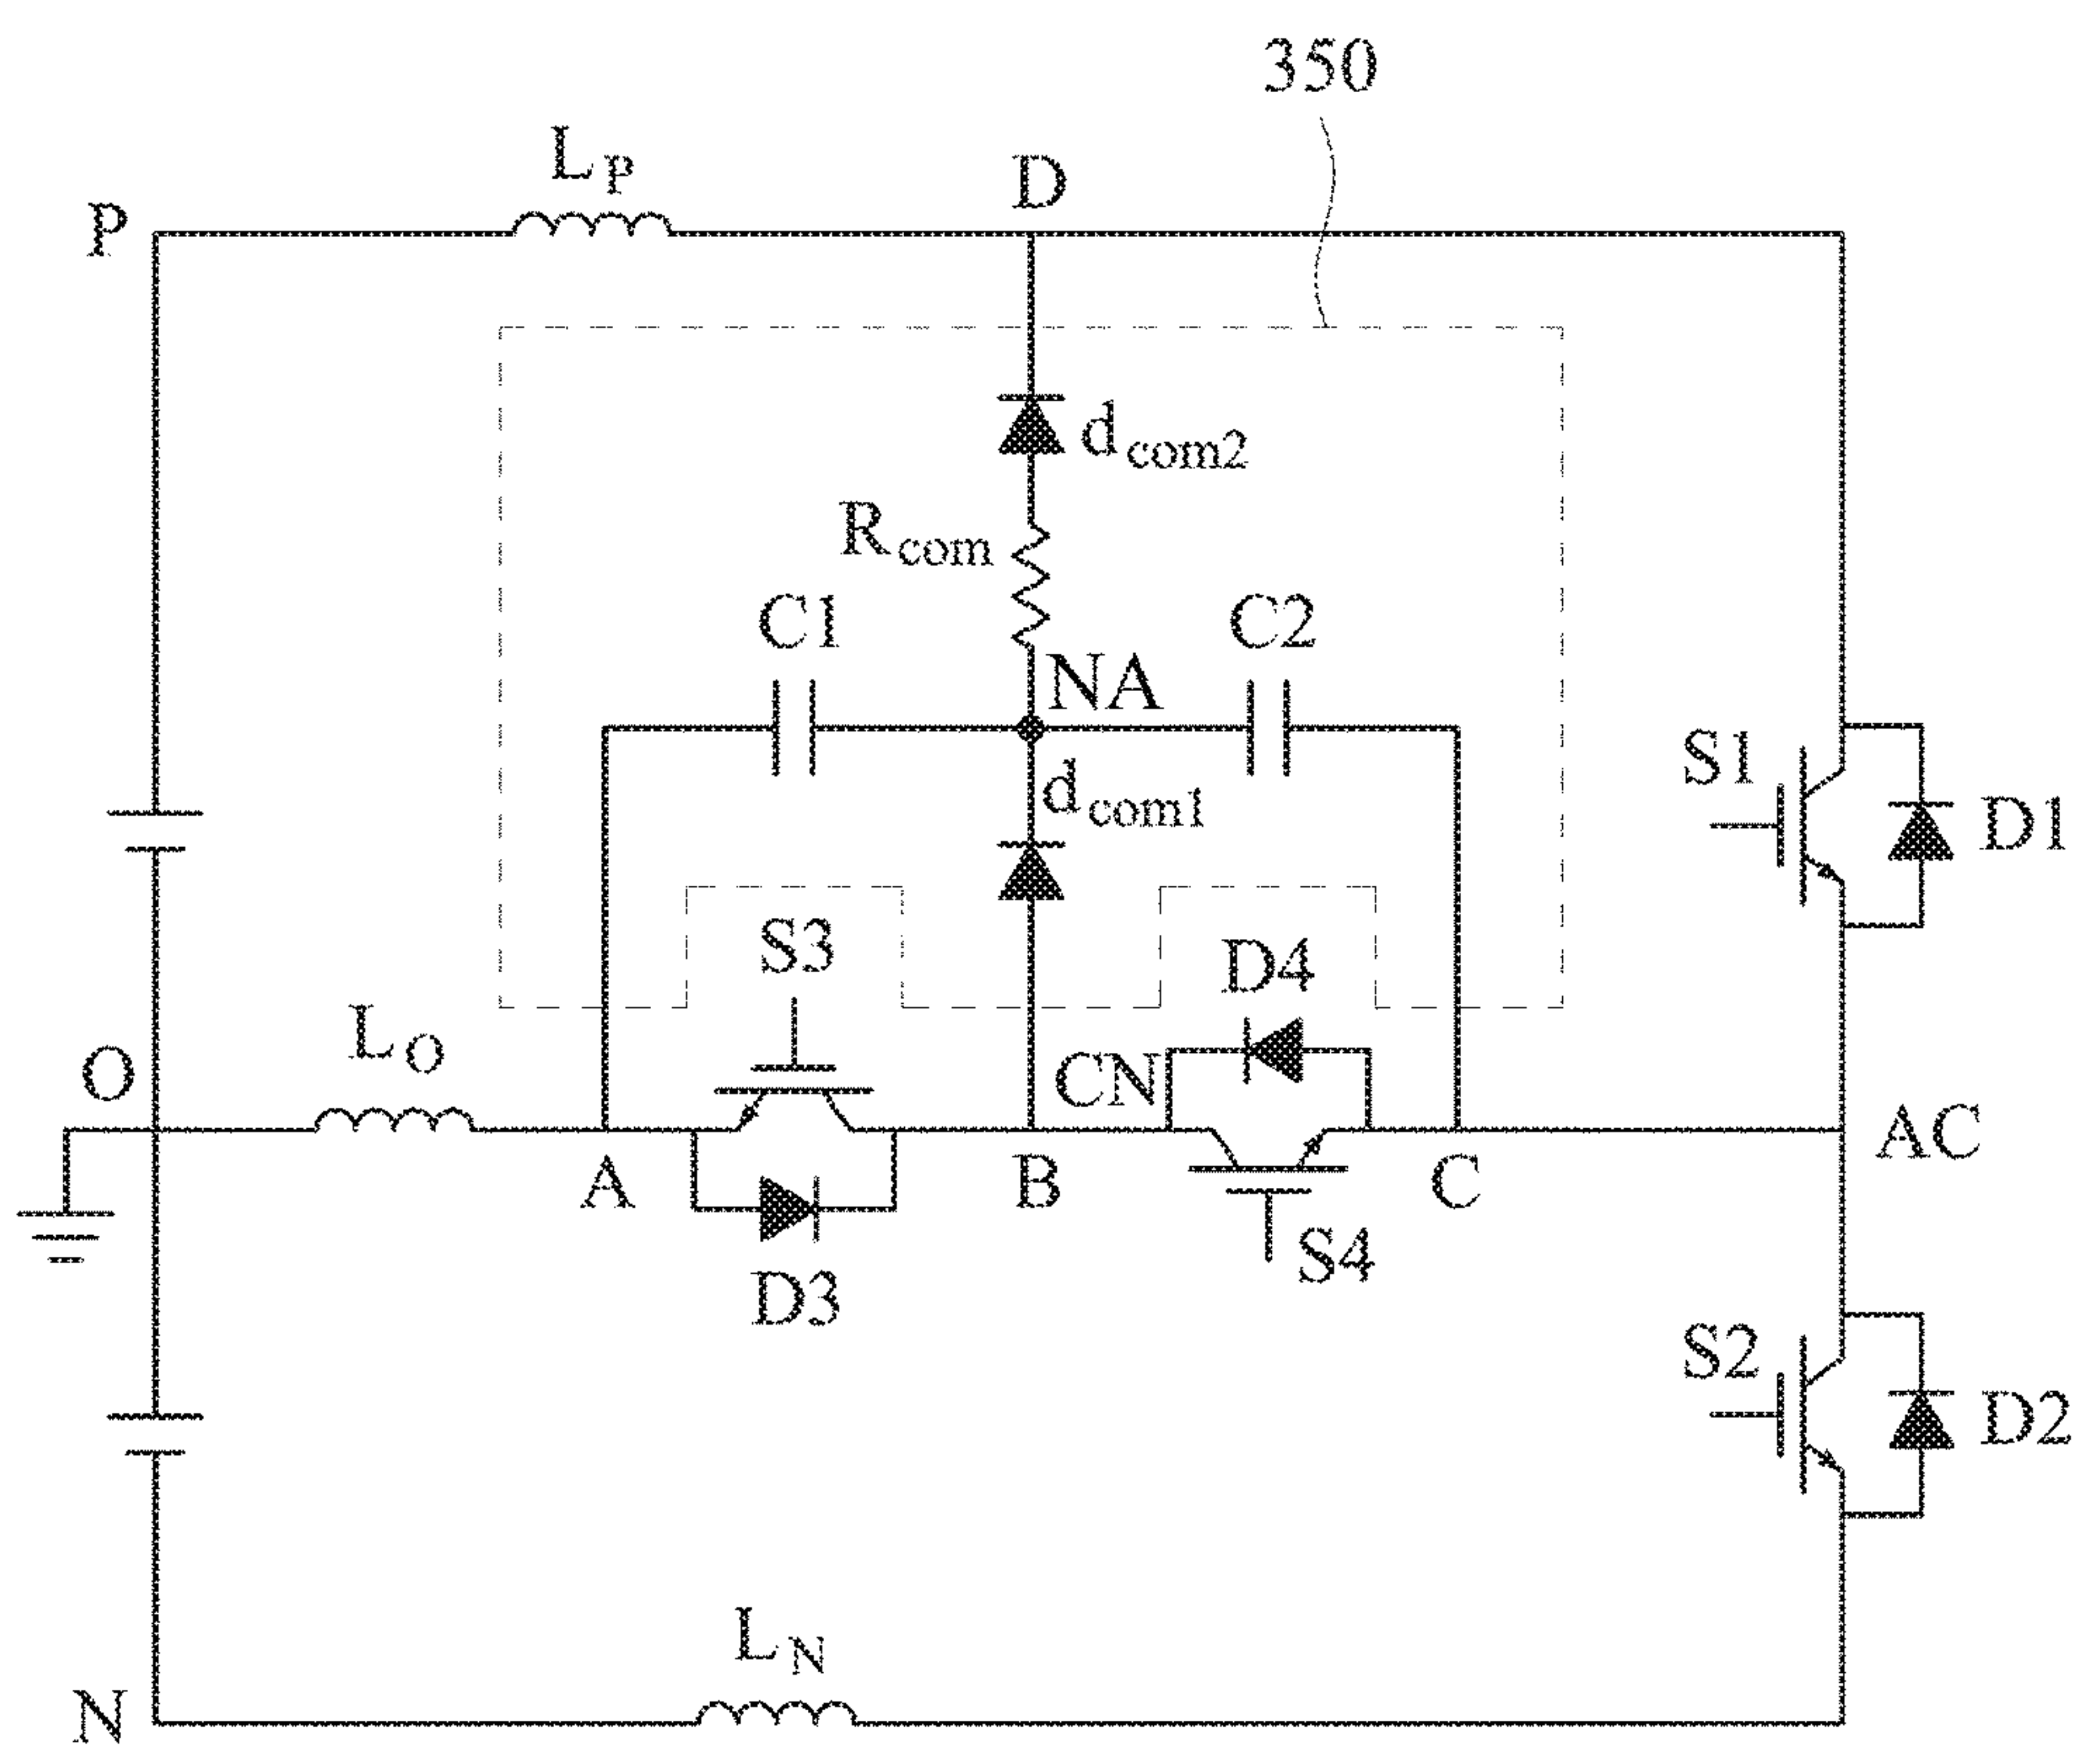 350
LP
D
P
dcom2
Rcom
C1
C2
NA
S1
dcom1
D1
S3
D4
LO
O
CN
AC
A
B
C
S4
D3
S2
D2
LN
N